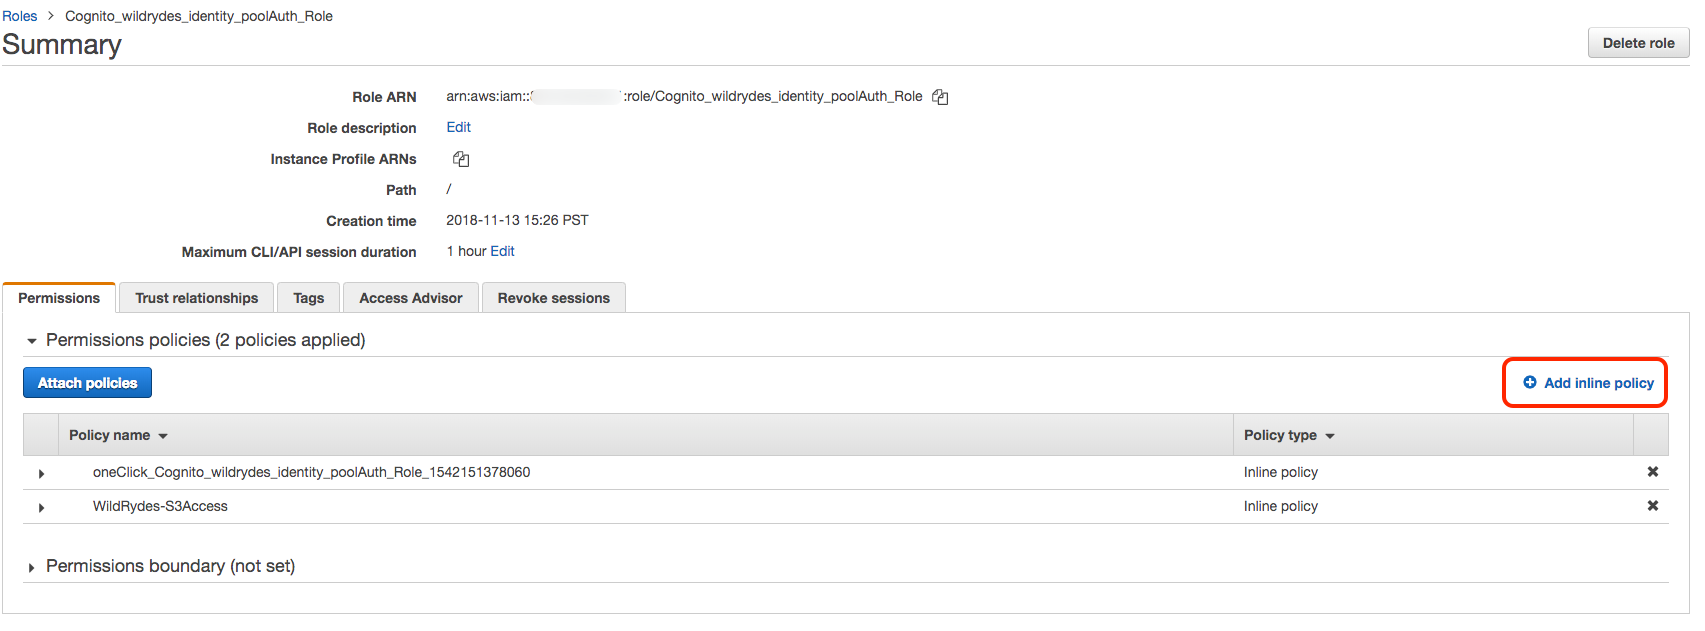 Roles > Cognito_wildrydes_identity_poolAuth_Role
Summary
Delete role
Role ARN arn:aws:iam:: :role/Cognito_wildrydes_identity_poolAuth_Role
Role description Edit
Instance Profile ARNs
Path /
Creation time 2018-11-13 15:26 PST
Maximum CLI/API session duration 1 hour Edit
Permissions Trust relationships Tags Access Advisor Revoke sessions
Permissions policies (2 policies applied)
Attach policies Add inline policy
Policy name Policy type
oneClick_Cognito_wildrydes_identity_poolAuth_Role_1542151378060 Inline policy
WildRydes-S3Access Inline policy
Permissions boundary (not set)